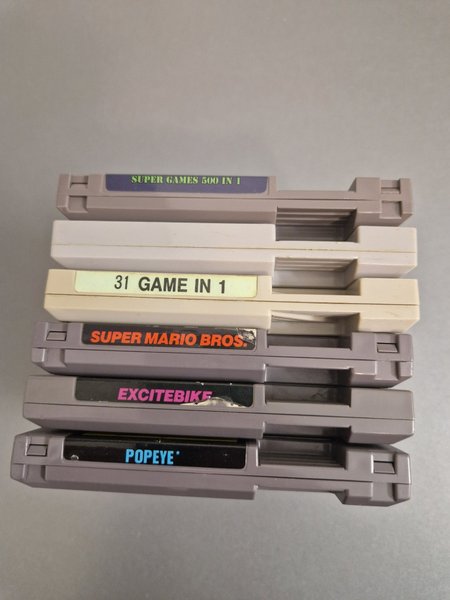 SUPER GAMES 500 IN 1
31 GAME IN 1
SUPER MARIO BROS.
EXCITEBIKE
POPEYE